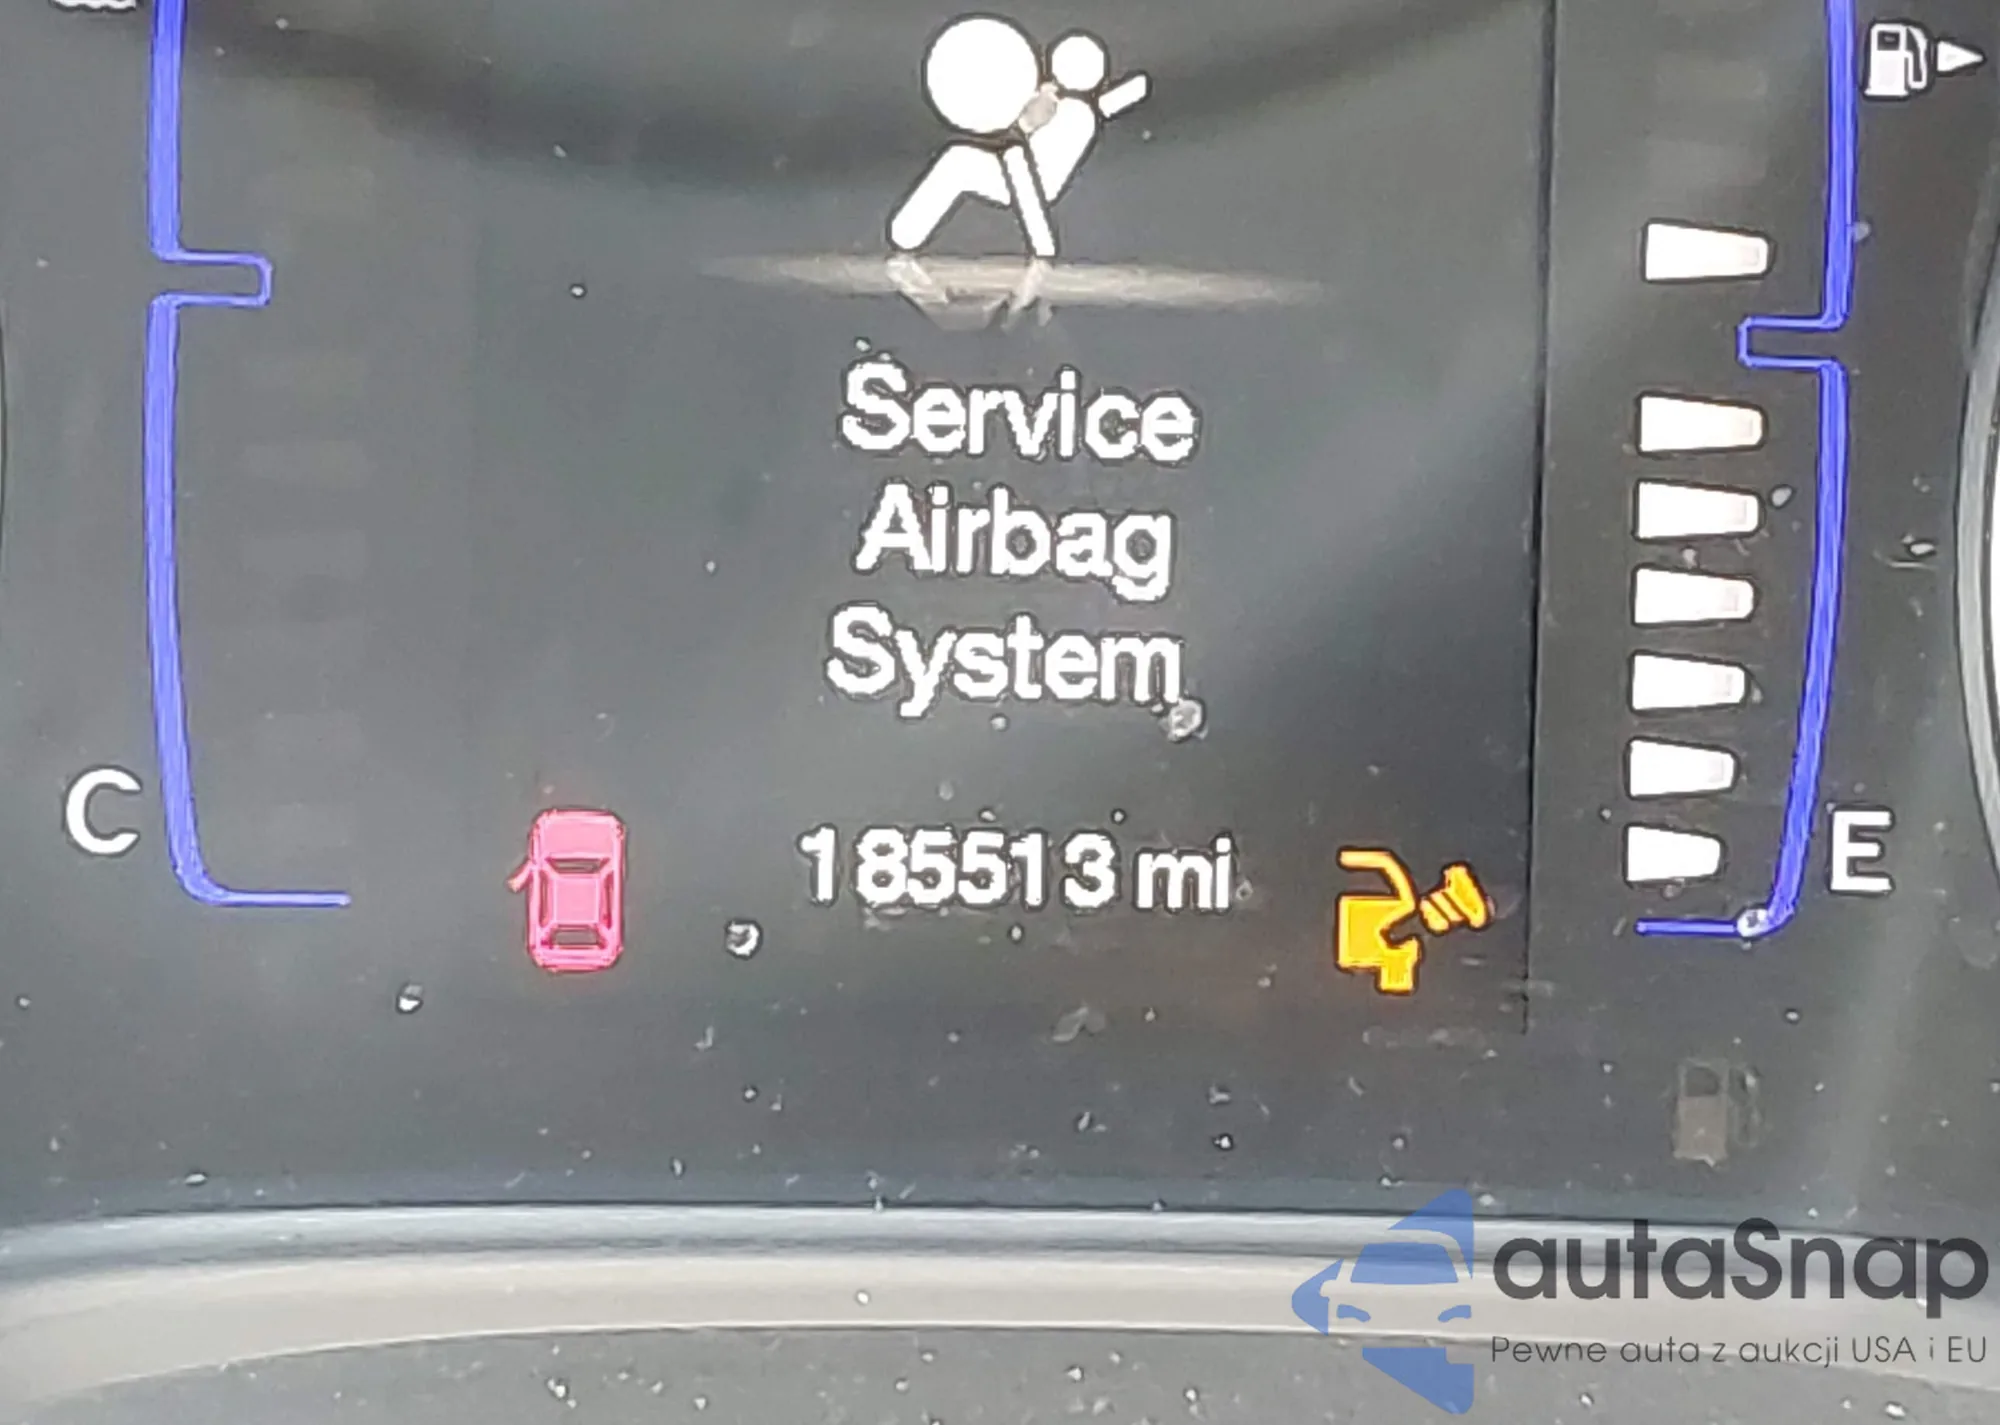 Service
Airbag
System
C
185513 mi
E
autaSnap
Pewne auta z aukcji USA i EU